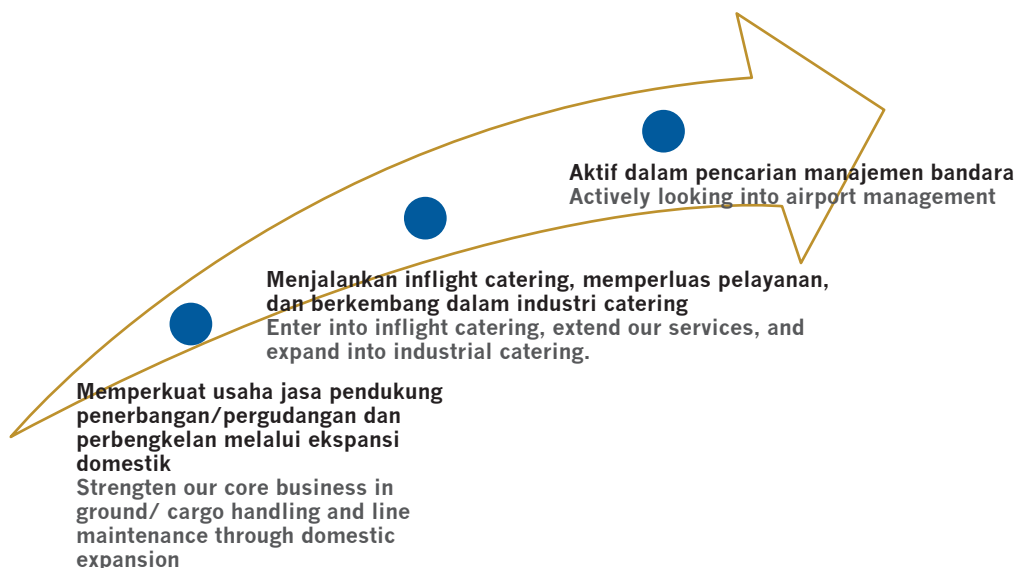 Aktif dalam pencarian manajemen bandara
Actively looking into airport management
Menjalankan inflight catering, memperluas pelayanan,
dan berkembang dalam industri catering
Enter into inflight catering, extend our services, and
expand into industrial catering.
Memperkuat usaha jasa pendukung
penerbangan/pergudangan dan
perbengkelan melalui ekspansi
domestik
Strengten our core business in
ground/ cargo handling and line
maintenance through domestic
expansion